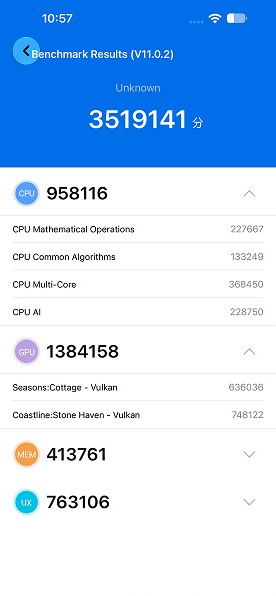 10:57
Benchmark Results (V11.0.2)
Unknown
3519141 分
CPU 958116
CPU Mathematical Operations 227667
CPU Common Algorithms 133249
CPU Multi-Core 368450
CPU AI 228750
GPU 1384158
Seasons:Cottage - Vulkan 636036
Coastline:Stone Haven - Vulkan 748122
MEM 413761
UX 763106